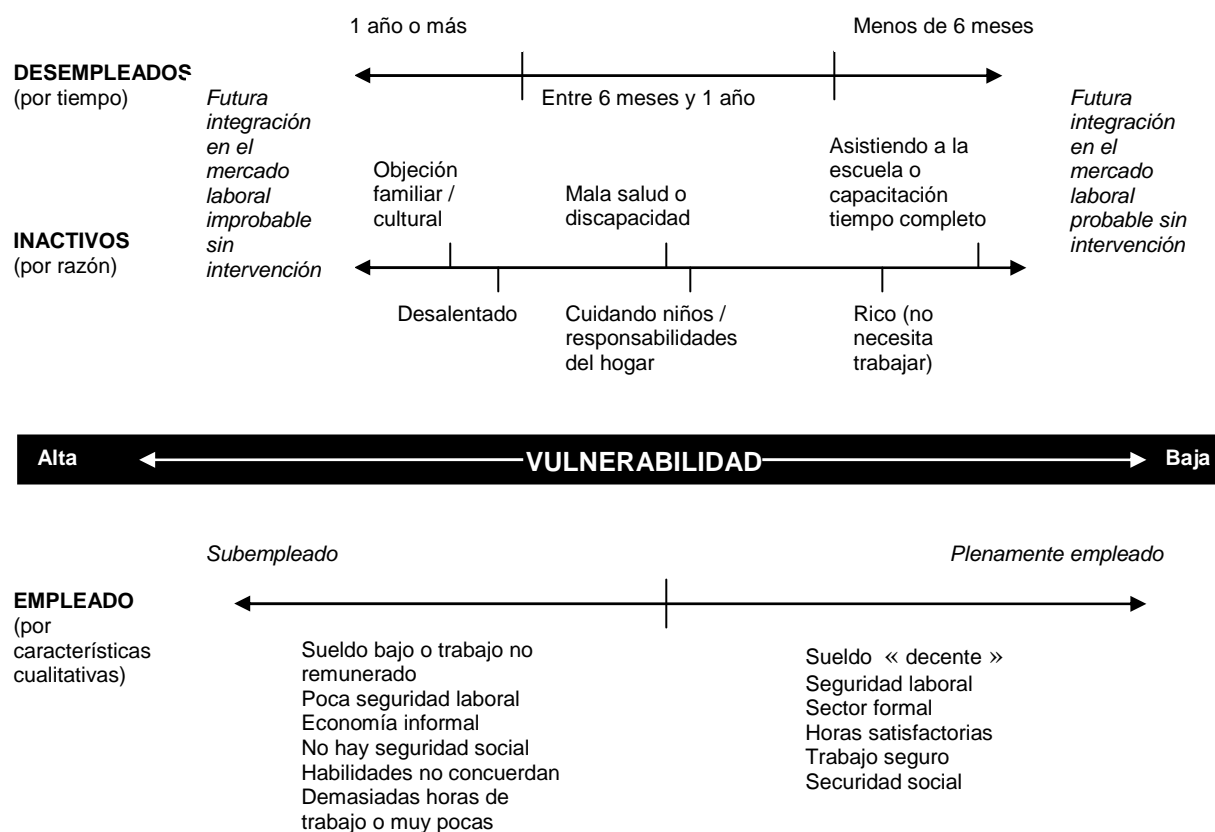 1 año o más
Menos de 6 meses
DESEMPLEADOS
(por tiempo)
Entre 6 meses y 1 año
Futura
integración
en el
mercado
laboral
improbable
sin
intervención
Futura
integración
en el
mercado
laboral
probable sin
intervención
Objeción
familiar /
cultural
Mala salud o
discapacidad
Asistiendo a la
escuela o
capacitación
tiempo completo
INACTIVOS
(por razón)
Desalentado
Cuidando niños /
responsabilidades
del hogar
Rico (no
necesita
trabajar)
Alta
VULNERABILIDAD
Baja
Subempleado
Plenamente empleado
EMPLEADO
(por
características
cualitativas)
Sueldo bajo o trabajo no
remunerado
Poca seguridad laboral
Economía informal
No hay seguridad social
Habilidades no concuerdan
Demasiadas horas de
trabajo o muy pocas
Sueldo « decente »
Seguridad laboral
Sector formal
Horas satisfactorias
Trabajo seguro
Securidad social